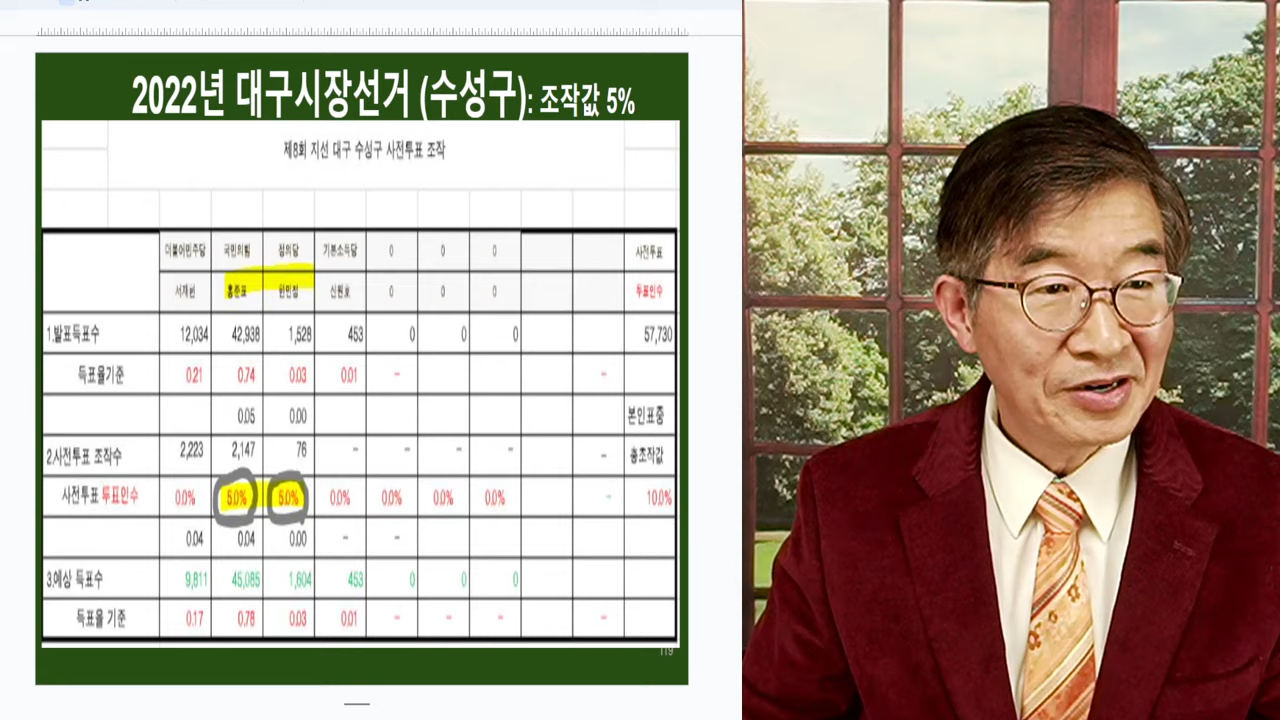 2022년 대구시장선거 (수성구): 조작값 5%
제8회 지선 대구 수성구 사전투표 조작
더불어민주당 국민의힘 정의당 기본소득당 0 0 0 사전투표
서재헌 홍준표 한민정 신원호 0 0 0 투표인수
1.발표득표수 12,034 42,938 1,528 453 0 0 0 57,730
득표율기준 0.21 0.74 0.03 0.01 - -
0.05 0.00 본인표중
2.사전투표 조작수 2,223 2,147 76 - - - - - 총조작값
사전투표 투표인수 0.0% 5.0% 5.0% 0.0% 0.0% 0.0% 0.0% - 10.0%
0.04 0.04 0.00 - -
3.예상 득표수 9,811 45,085 1,604 453 0 0 0
득표율 기준 0.17 0.78 0.03 0.01 - - - -
119